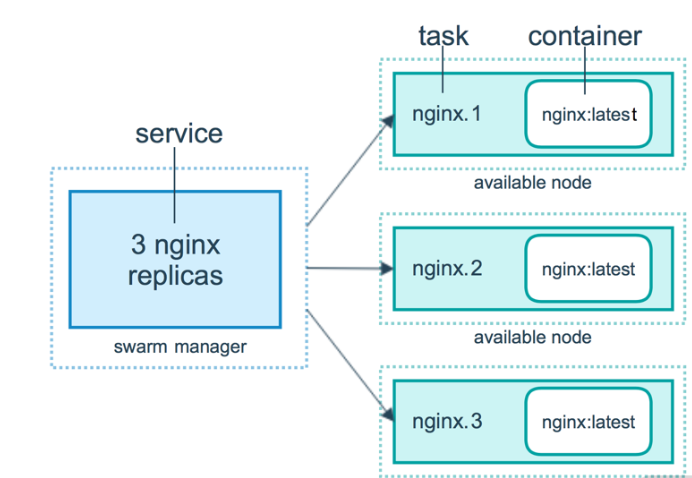 task
container
nginx.1
nginx:latest
available node
service
3 nginx
replicas
swarm manager
nginx.2
nginx:latest
available node
nginx.3
nginx:latest